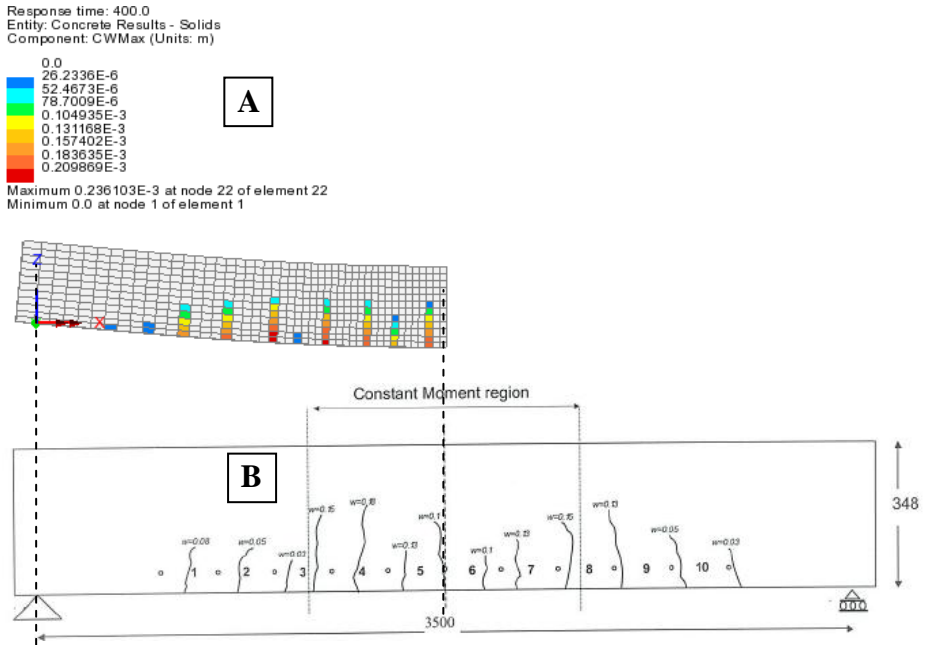 Response time: 400.0
Entity: Concrete Results - Solids
Component: CWMax (Units: m)
0.0
26.2336E-6
52.4673E-6
78.7009E-6
0.104935E-3
0.131168E-3
0.157402E-3
0.183635E-3
0.209869E-3
A
Maximum 0.236103E-3 at node 22 of element 22
Minimum 0.0 at node 1 of element 1
Z
X
Constant Moment region
B
348
w=0.15
w=0.18
w=0.1
w=0.15
w=0.13
w=0.08
w=0.05
w=0.03
w=0.13
w=0.1
w=0.13
w=0.05
w=0.03
1 2 3 4 5 6 7 8 9 10
3500